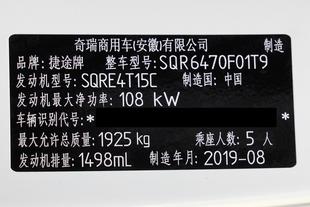 奇瑞商用车(安徽)有限公司 制造
品牌: 捷途牌 整车型号: SQR6470F01T9
发动机型号: SQRE4T15C 制造国: 中国
发动机最大净功率: 108 kW
车辆识别代号: * *
最大允许总质量: 1925 kg 乘座人数: 5 人
发动机排量: 1498mL 制造年月: 2019-08